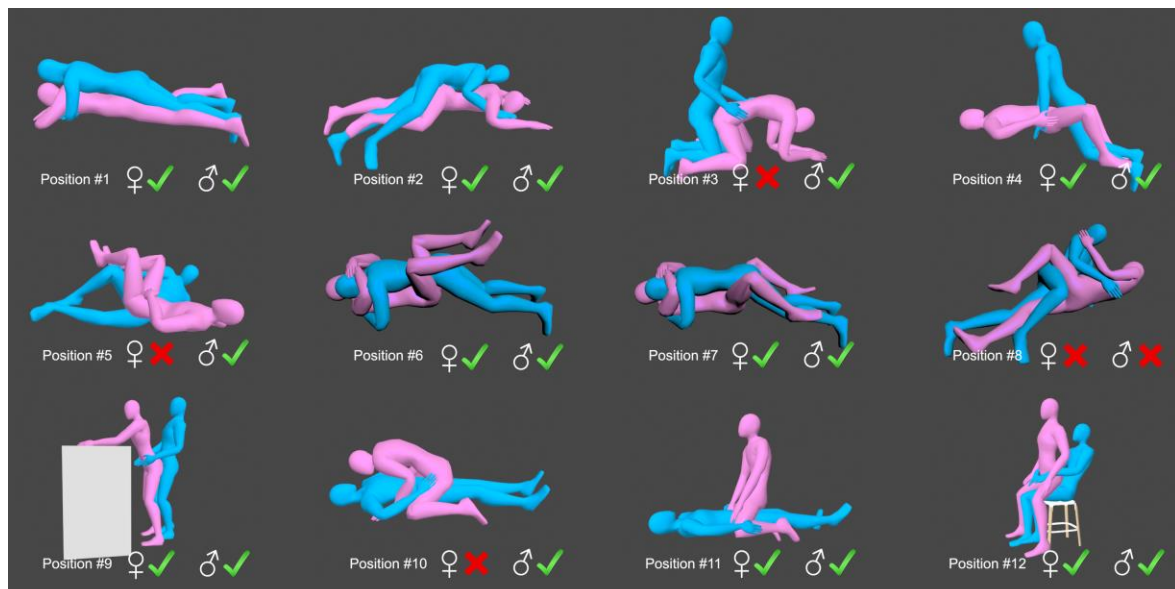 Position #1 ♀ ✓ ♂ ✓
Position #2 ♀ ✓ ♂ ✓
Position #3 ♀ ✗ ♂ ✓
Position #4 ♀ ✓ ♂ ✓
Position #5 ♀ ✗ ♂ ✓
Position #6 ♀ ✓ ♂ ✓
Position #7 ♀ ✓ ♂ ✓
Position #8 ♀ ✗ ♂ ✗
Position #9 ♀ ✓ ♂ ✓
Position #10 ♀ ✗ ♂ ✓
Position #11 ♀ ✓ ♂ ✓
Position #12 ♀ ✓ ♂ ✓